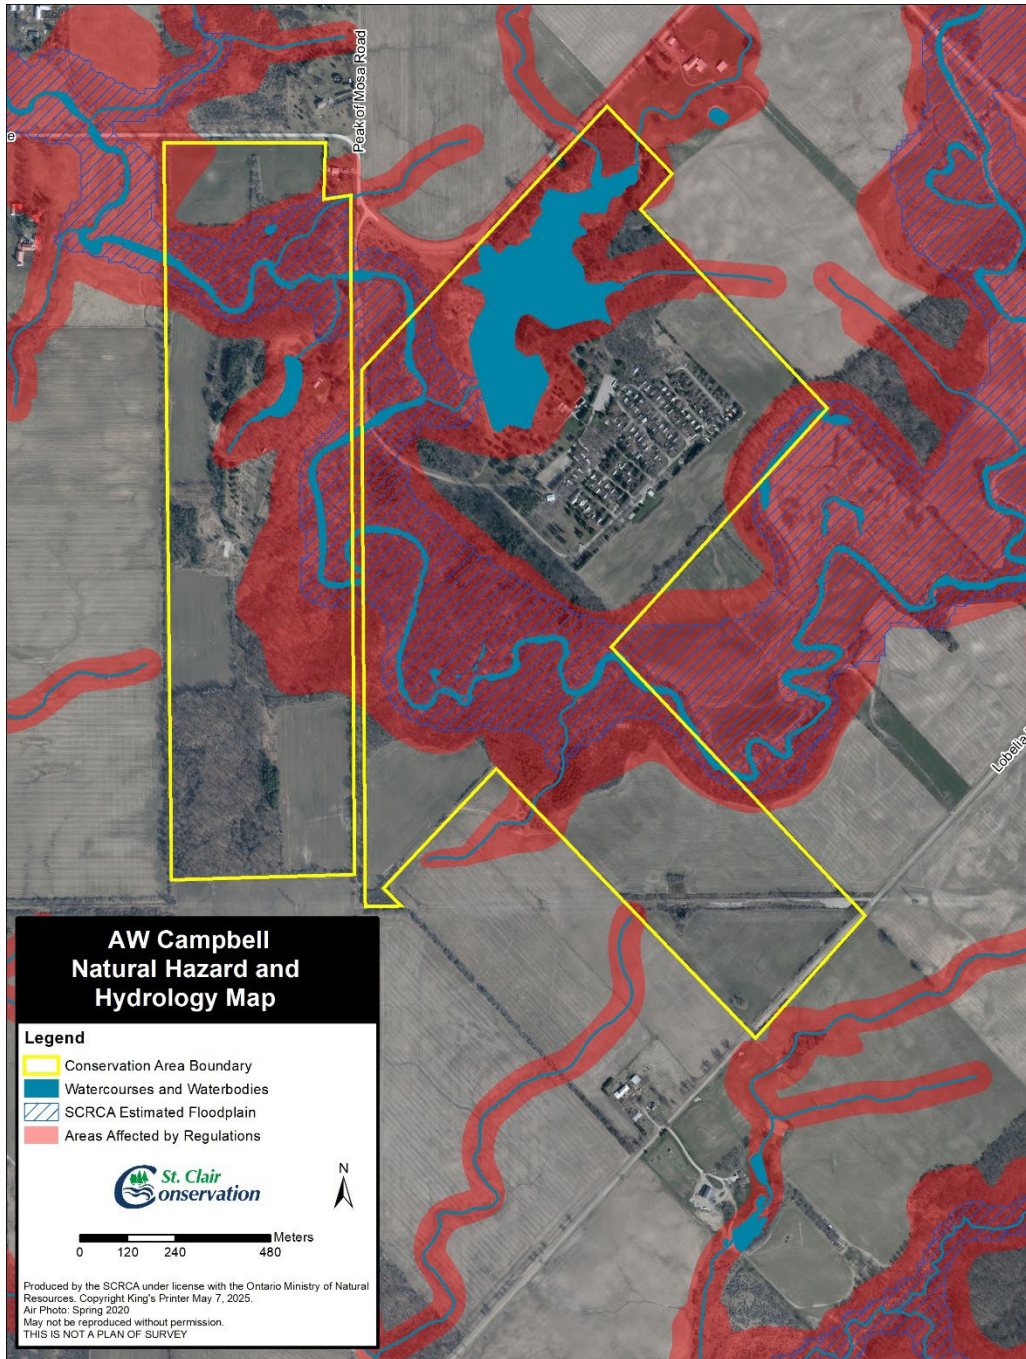 e
Peak of Mosa Road
Lobelia
AW Campbell
Natural Hazard and
Hydrology Map
Legend
Conservation Area Boundary
Watercourses and Waterbodies
SCRCA Estimated Floodplain
Areas Affected by Regulations
St. Clair
Conservation
N
Meters
0 120 240 480
Produced by the SCRCA under license with the Ontario Ministry of Natural
Resources. Copyright King's Printer May 7, 2025.
Air Photo: Spring 2020
May not be reproduced without permission.
THIS IS NOT A PLAN OF SURVEY